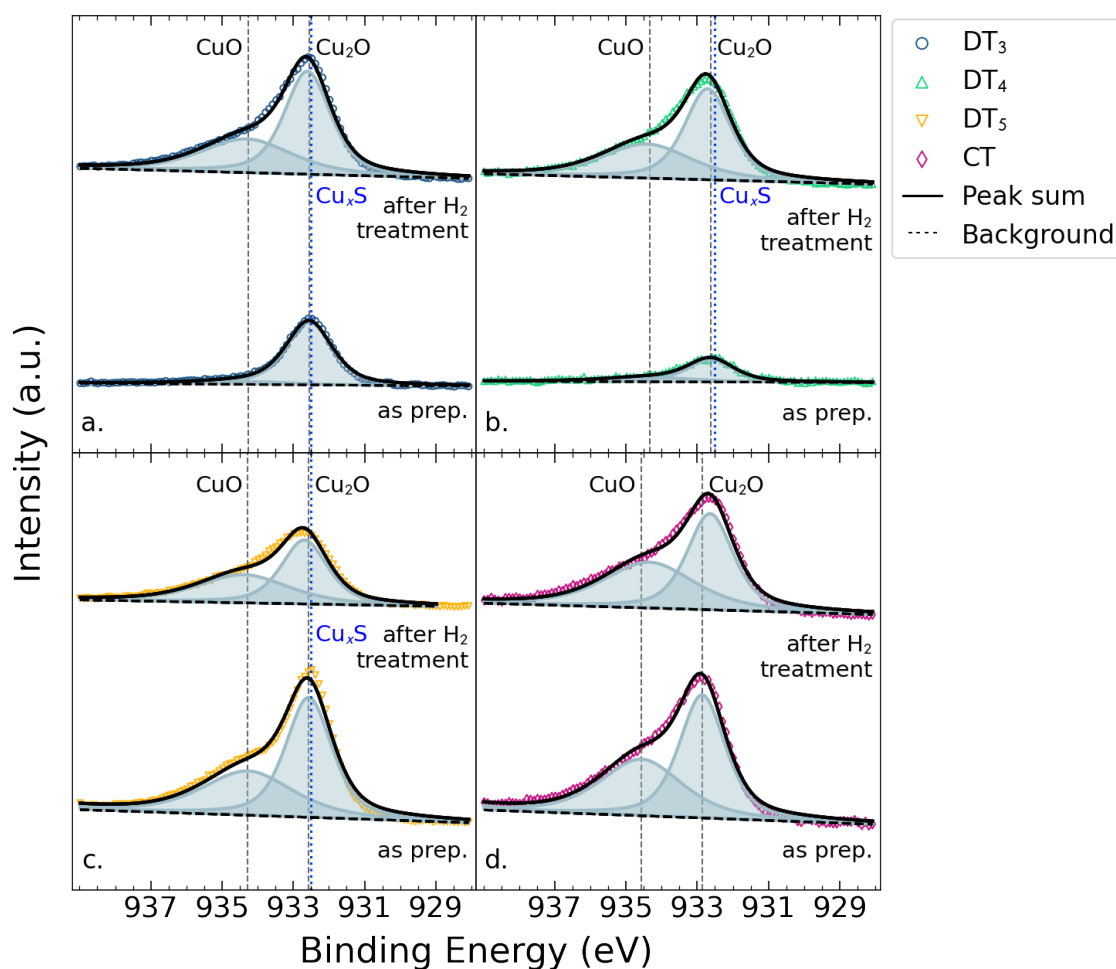 CuO Cu₂O
CuₓS
after H₂
treatment
as prep.
a.
CuO Cu₂O
CuₓS
after H₂
treatment
as prep.
b.
CuO Cu₂O
CuₓS
after H₂
treatment
as prep.
c.
CuO Cu₂O
after H₂
treatment
as prep.
d.
937 935 933 931 929 937 935 933 931 929
Binding Energy (eV)
Intensity (a.u.)
DT₃
DT₄
DT₅
CT
Peak sum
Background